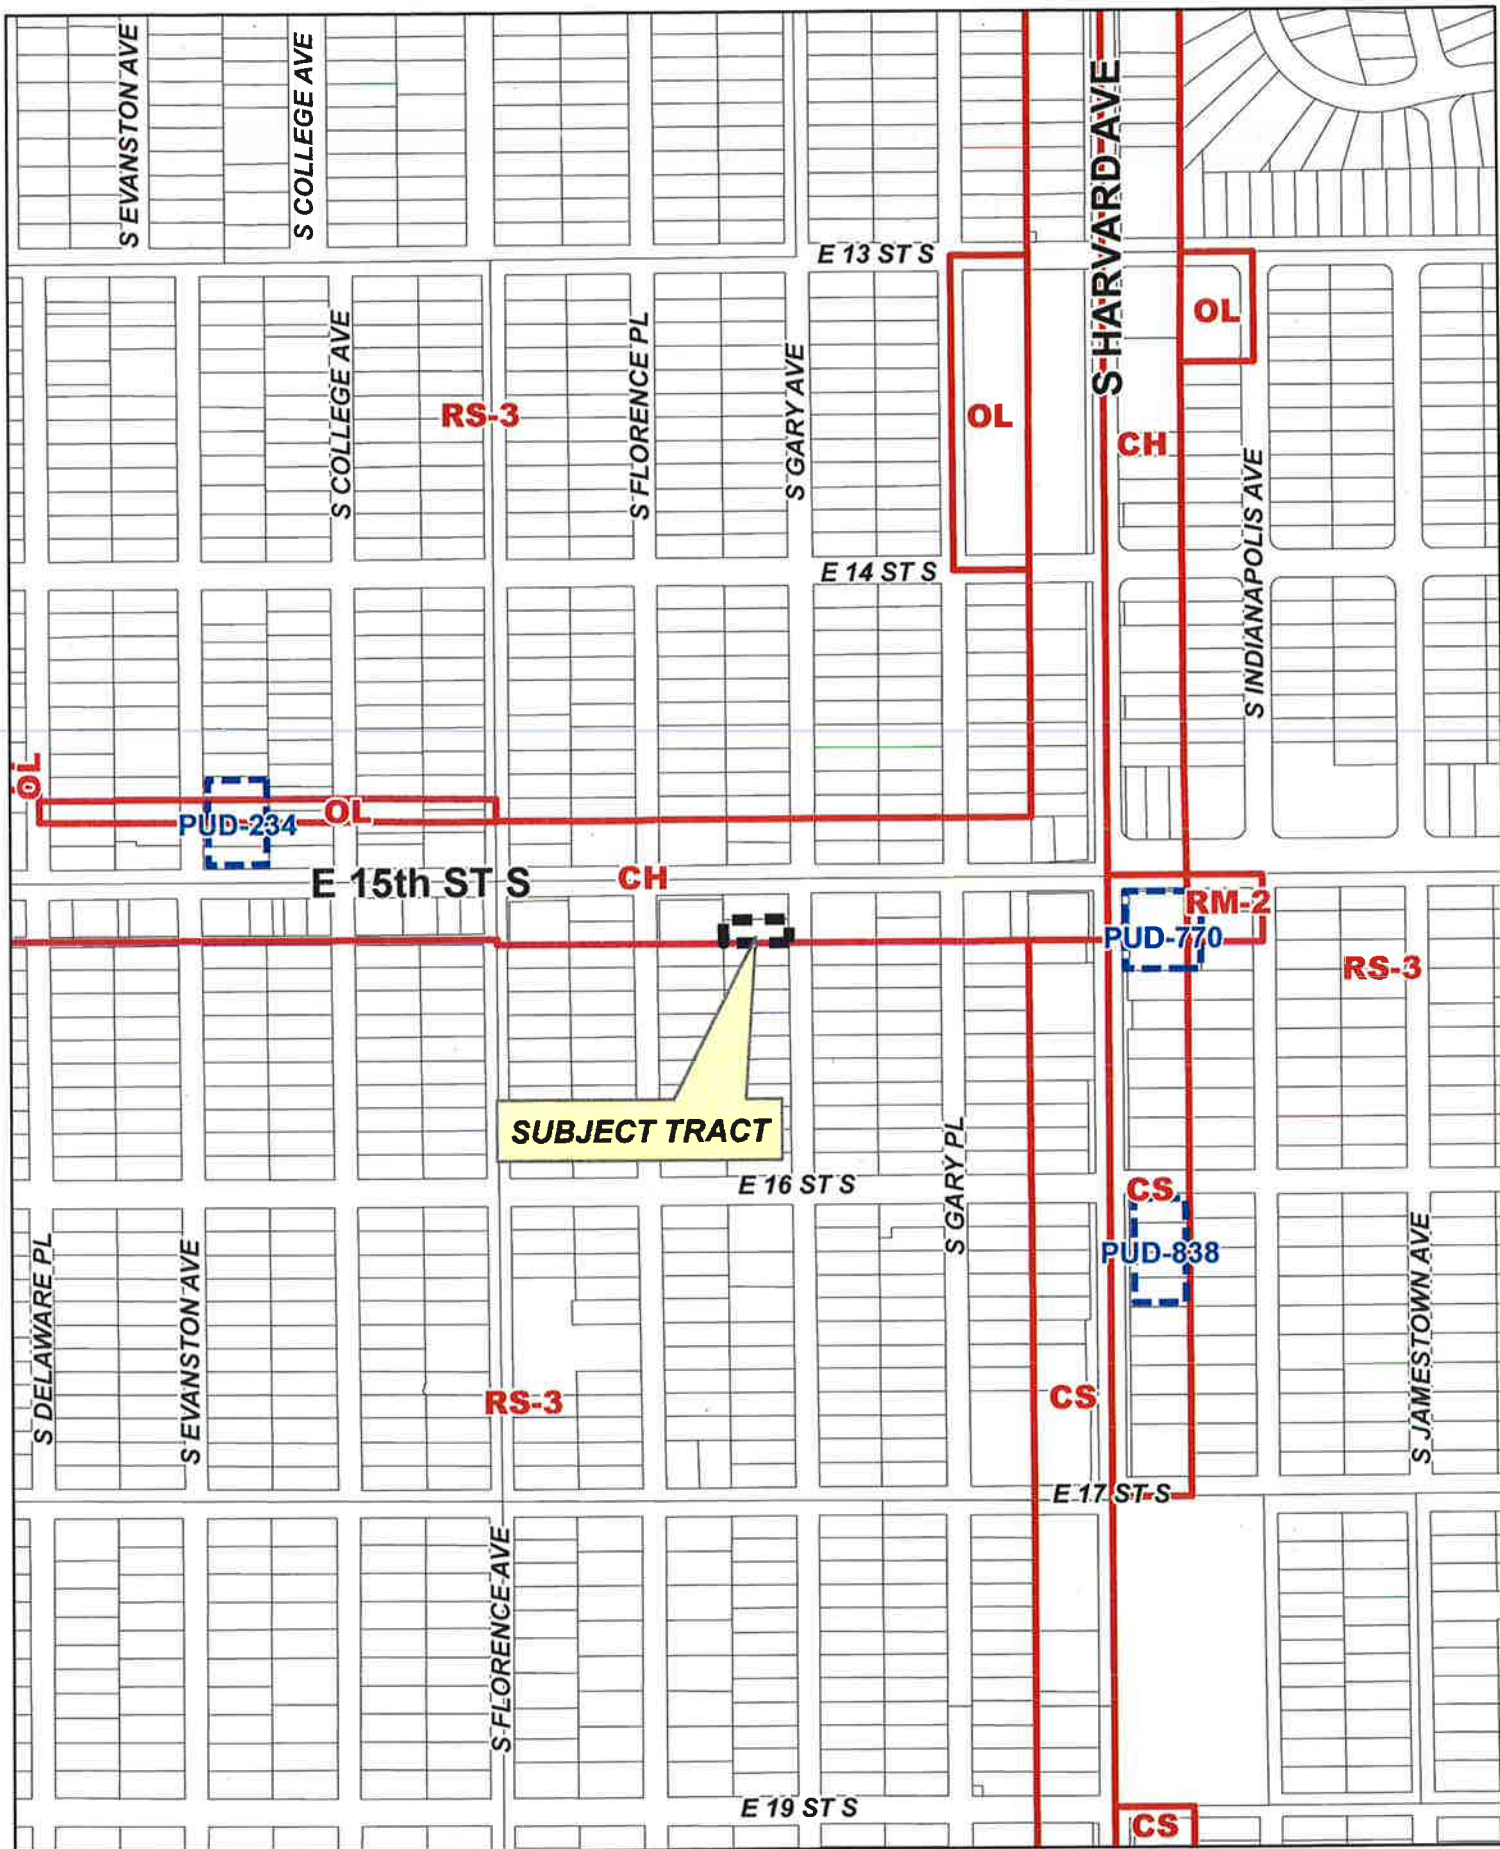 S EVANSTON AVE
S COLLEGE AVE
S HARVARD AVE
E 13 ST S
OL
S COLLEGE AVE
RS-3
S FLORENCE PL
S GARY AVE
OL
CH
S INDIANAPOLIS AVE
E 14 ST S
OL
PUD-234
OL
E 15th ST S
CH
RM-2
PUD-770
RS-3
SUBJECT TRACT
E 16 ST S
S GARY PL
CS
PUD-838
S DELAWARE PL
S EVANSTON AVE
S JAMESTOWN AVE
RS-3
CS
E 17 ST S
S FLORENCE AVE
E 19 ST S
CS